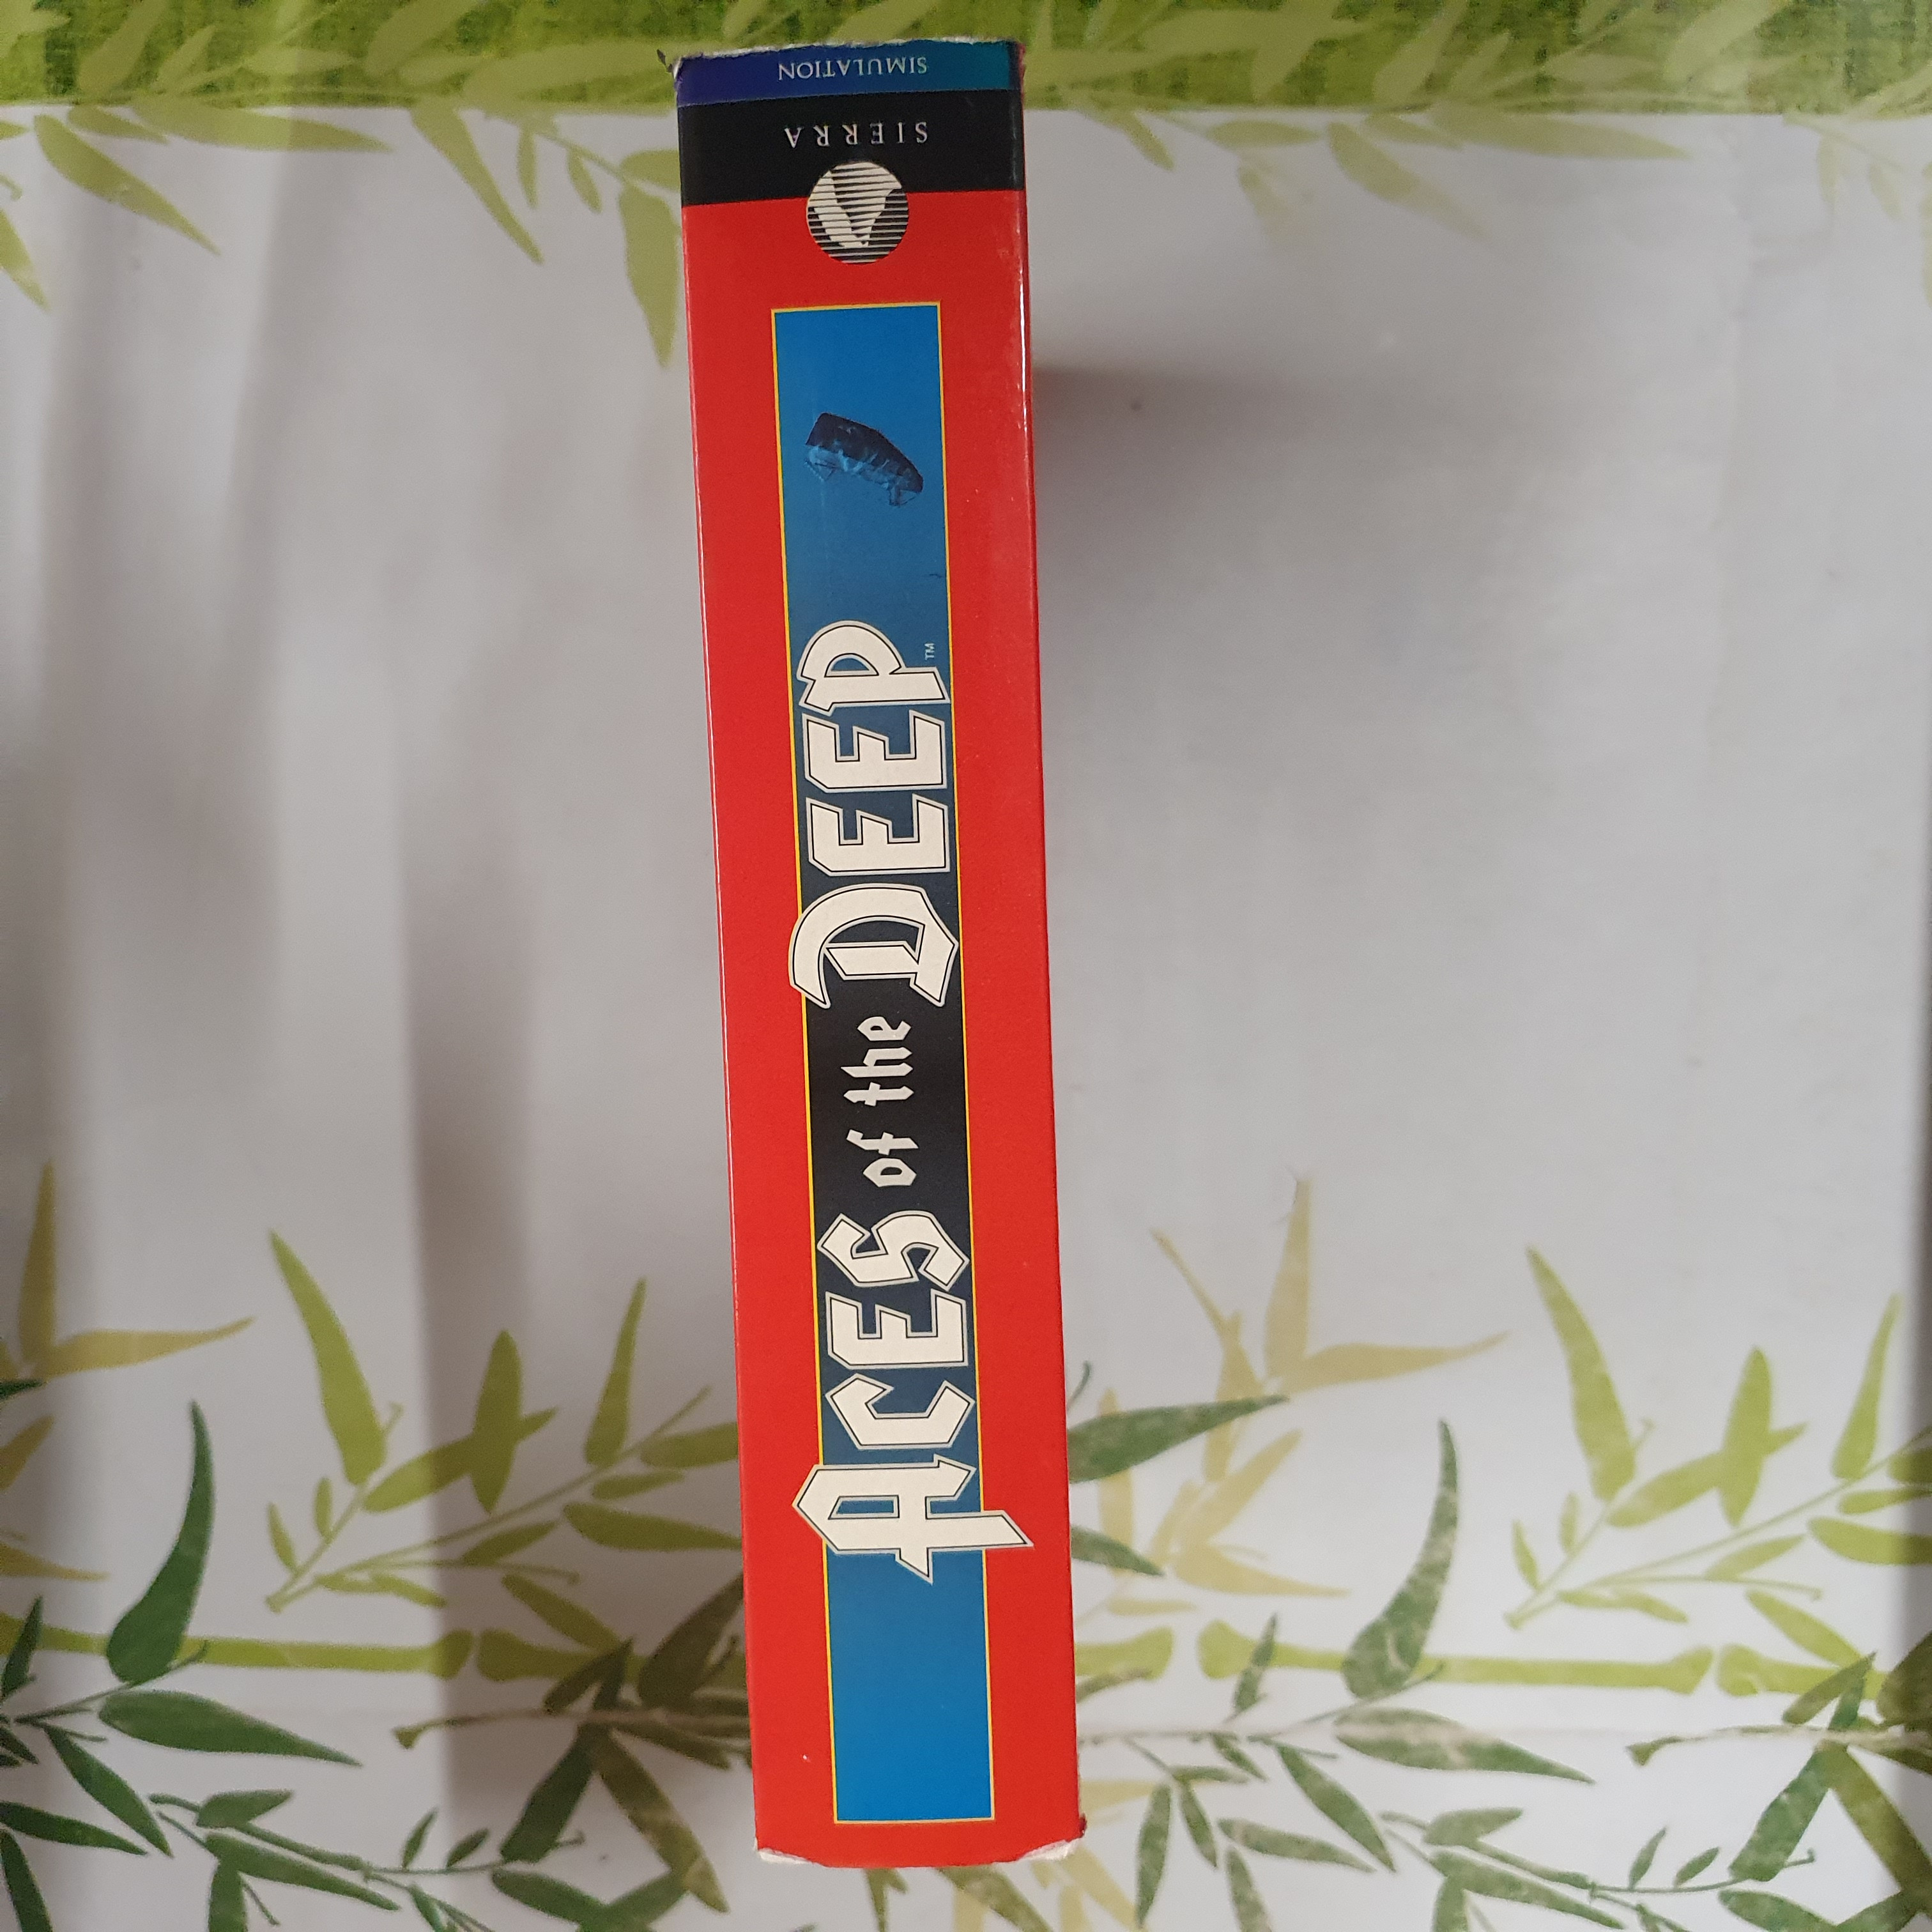 SIMULATION
SIERRA
ACES of the DEEP™